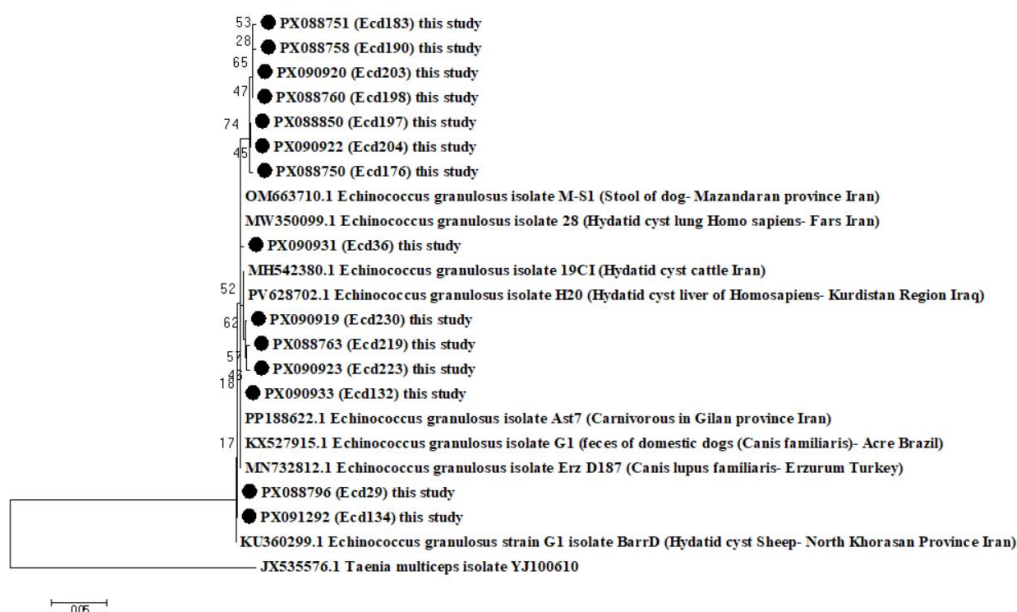 53 PX088751 (Ecd183) this study
28 PX088758 (Ecd190) this study
65 PX090920 (Ecd203) this study
47 PX088760 (Ecd198) this study
74 PX088850 (Ecd197) this study
45 PX090922 (Ecd204) this study
PX088750 (Ecd176) this study
OM663710.1 Echinococcus granulosus isolate M-S1 (Stool of dog- Mazandaran province Iran)
MW350099.1 Echinococcus granulosus isolate 28 (Hydatid cyst lung Homo sapiens- Fars Iran)
PX090931 (Ecd36) this study
MH542380.1 Echinococcus granulosus isolate 19CI (Hydatid cyst cattle Iran)
52 PV628702.1 Echinococcus granulosus isolate H20 (Hydatid cyst liver of Homosapiens- Kurdistan Region Iraq)
62 PX090919 (Ecd230) this study
57 PX088763 (Ecd219) this study
PX090923 (Ecd223) this study
18 PX090933 (Ecd132) this study
PP188622.1 Echinococcus granulosus isolate Ast7 (Carnivorous in Gilan province Iran)
17 KX527915.1 Echinococcus granulosus isolate G1 (feces of domestic dogs (Canis familiaris)- Acre Brazil)
MN732812.1 Echinococcus granulosus isolate Erz D187 (Canis lupus familiaris- Erzurum Turkey)
PX088796 (Ecd29) this study
PX091292 (Ecd134) this study
KU360299.1 Echinococcus granulosus strain G1 isolate BarrD (Hydatid cyst Sheep- North Khorasan Province Iran)
JX535576.1 Taenia multiceps isolate YJ100610
0.05